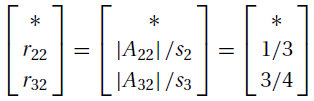 * * *
r22 = |A22|/s2 = 1/3
r32 |A32|/s3 3/4